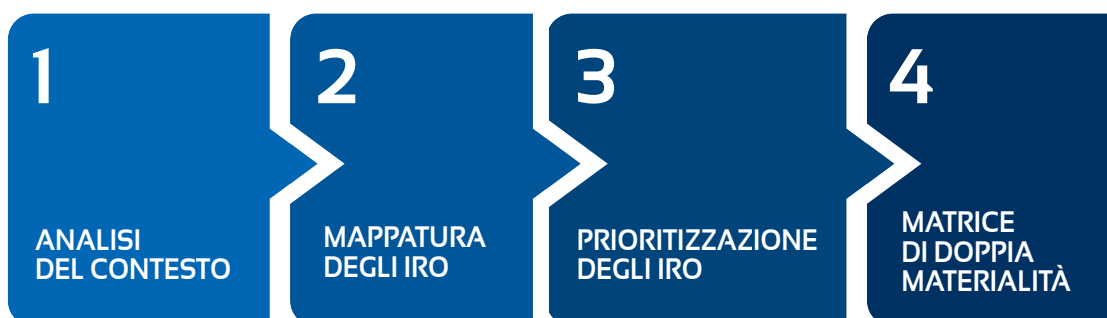 1
ANALISI
DEL CONTESTO
2
MAPPATURA
DEGLI IRO
3
PRIORITIZZAZIONE
DEGLI IRO
4
MATRICE
DI DOPPIA
MATERIALITÀ